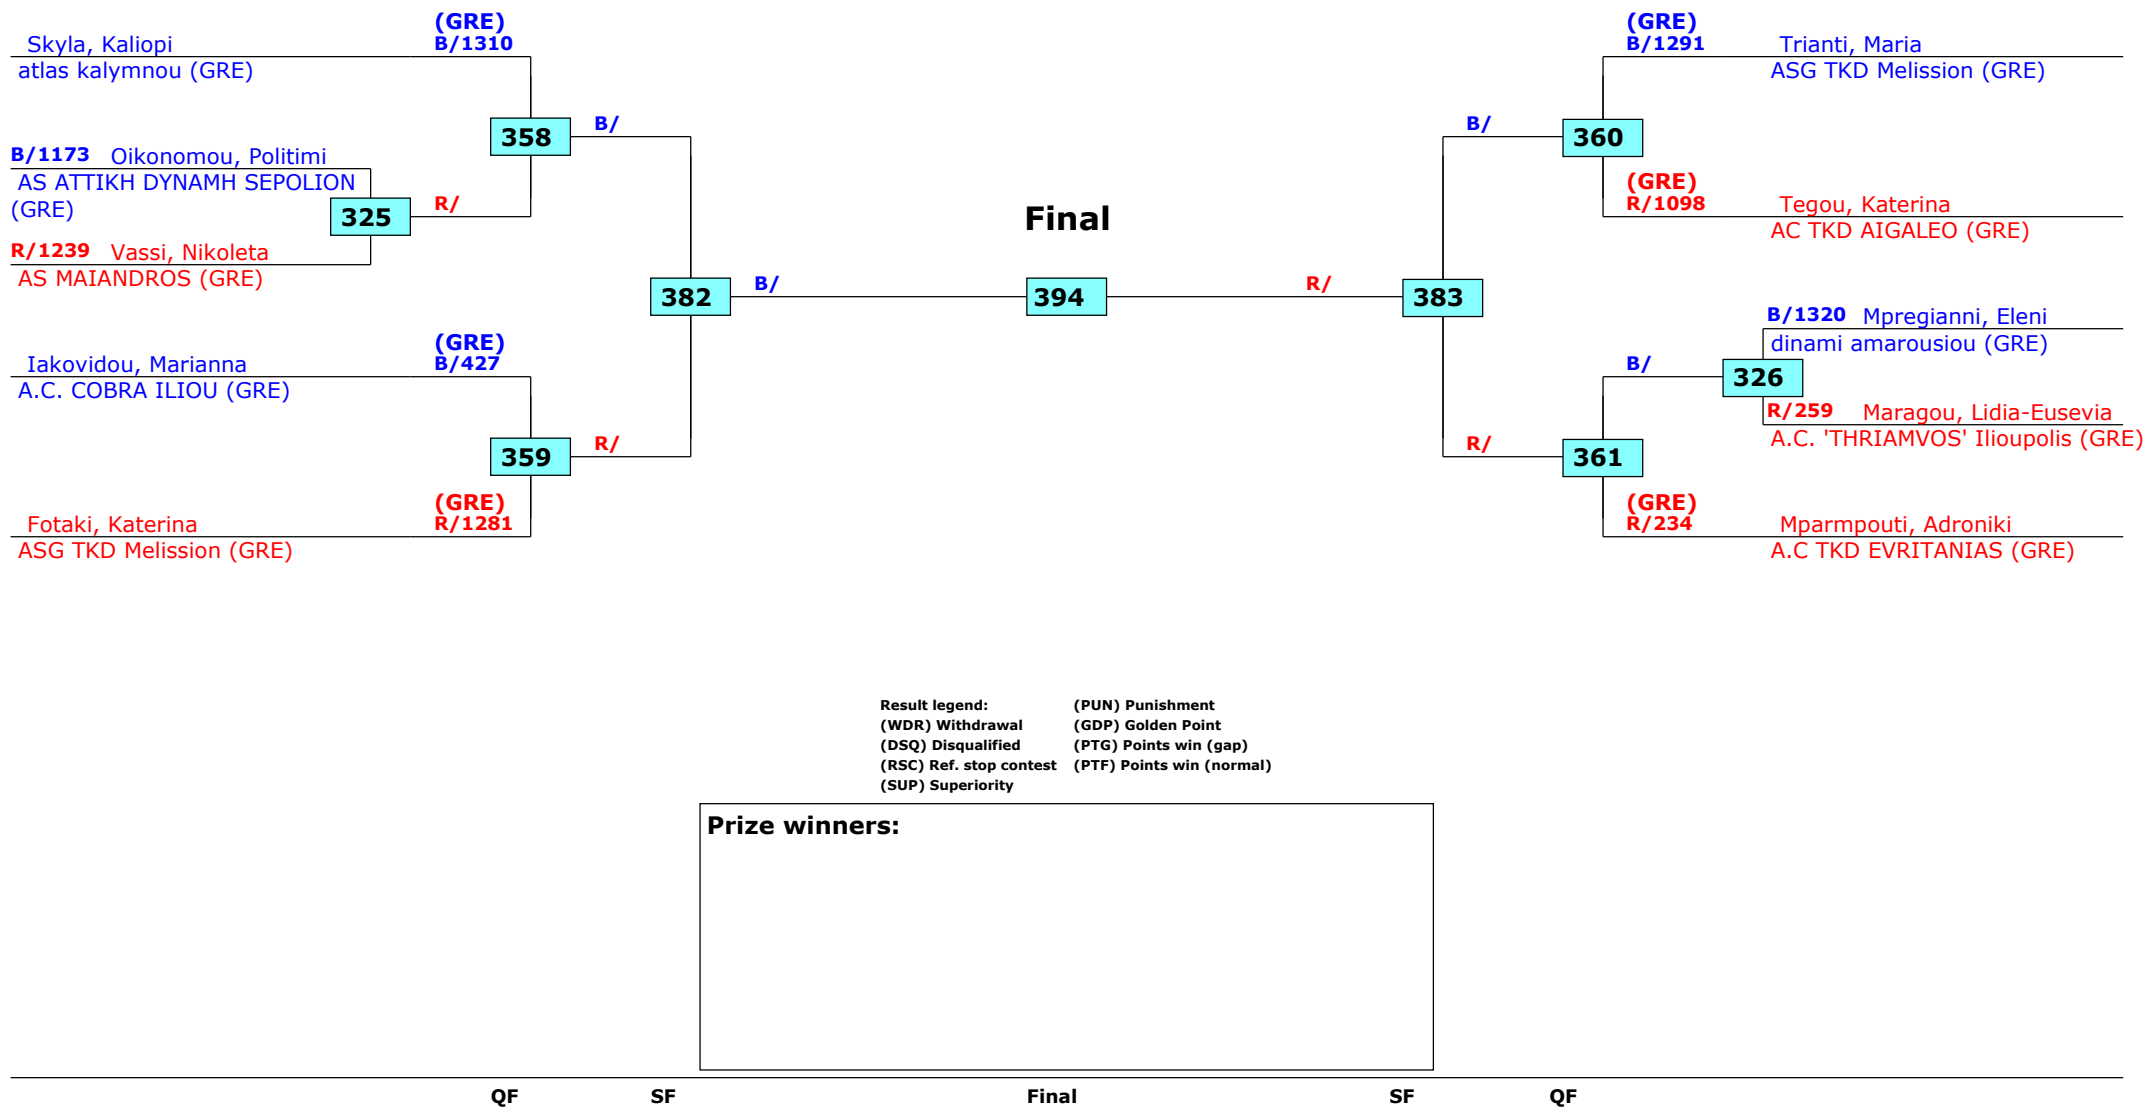 (GRE)
Skyla, Kaliopi B/1310
atlas kalymnou (GRE)
358
B/
B/1173 Oikonomou, Politimi
AS ATTIKH DYNAMH SEPOLION
(GRE)
325
R/
R/1239 Vassi, Nikoleta
AS MAIANDROS (GRE)
382
B/
(GRE)
Iakovidou, Marianna B/427
A.C. COBRA ILIOU (GRE)
359
R/
(GRE)
Fotaki, Katerina R/1281
ASG TKD Melission (GRE)
Final
394
(GRE)
B/1291 Trianti, Maria
ASG TKD Melission (GRE)
B/
360
(GRE)
R/1098 Tegou, Katerina
AC TKD AIGALEO (GRE)
R/
383
B/1320 Mpregianni, Eleni
dinami amarousiou (GRE)
B/
326
R/259 Maragou, Lidia-Eusevia
A.C. 'THRIAMVOS' Ilioupolis (GRE)
R/
361
(GRE)
R/234 Mparmpouti, Adroniki
A.C TKD EVRITANIAS (GRE)
Result legend: (PUN) Punishment
(WDR) Withdrawal (GDP) Golden Point
(DSQ) Disqualified (PTG) Points win (gap)
(RSC) Ref. stop contest (PTF) Points win (normal)
(SUP) Superiority
Prize winners:
QF SF Final SF QF